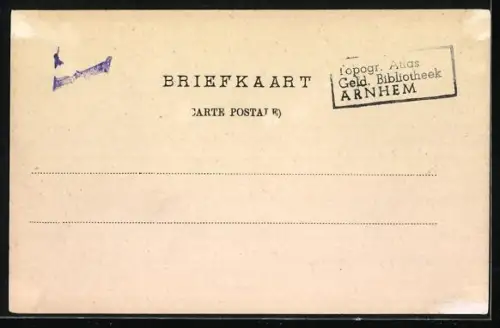 BRIEFKAART
CARTE POSTALE)
Topogr. Atlas
Geld. Bibliotheek
ARNHEM